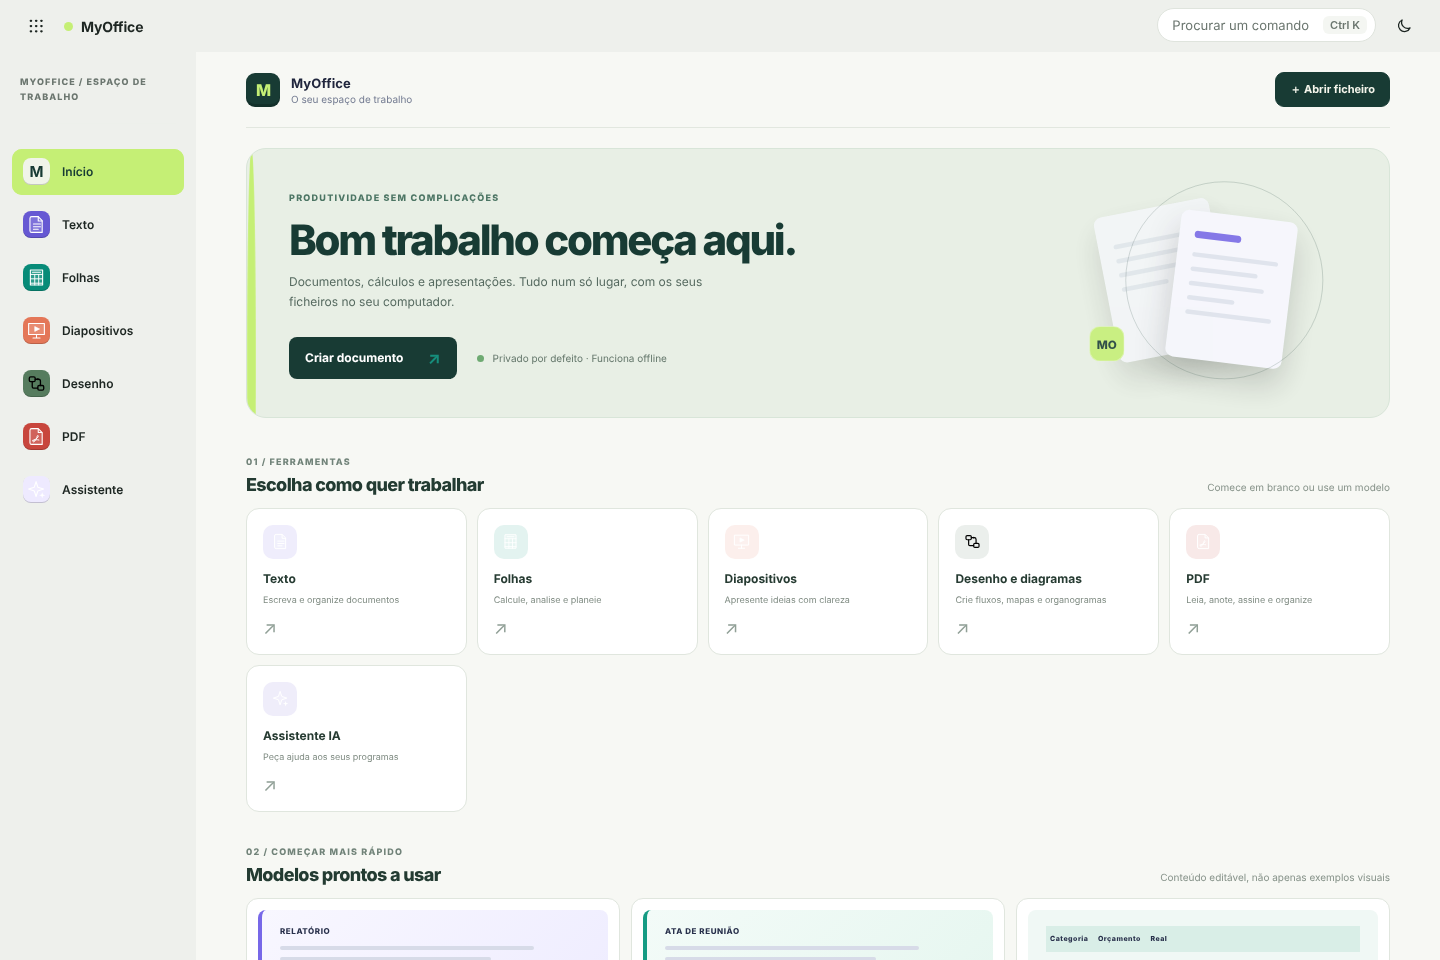 MyOffice
Procurar um comando
Ctrl K
MYOFFICE / ESPAÇO DE
TRABALHO
M
Início
Texto
Folhas
Diapositivos
Desenho
PDF
Assistente
M
MyOffice
O seu espaço de trabalho
+ Abrir ficheiro
PRODUTIVIDADE SEM COMPLICAÇÕES
Bom trabalho começa aqui.
Documentos, cálculos e apresentações. Tudo num só lugar, com os seus
ficheiros no seu computador.
Criar documento
Privado por defeito · Funciona offline
MO
01 / FERRAMENTAS
Escolha como quer trabalhar
Comece em branco ou use um modelo
Texto
Escreva e organize documentos
Folhas
Calcule, analise e planeie
Diapositivos
Apresente ideias com clareza
Desenho e diagramas
Crie fluxos, mapas e organogramas
PDF
Leia, anote, assine e organize
Assistente IA
Peça ajuda aos seus programas
02 / COMEÇAR MAIS RÁPIDO
Modelos prontos a usar
Conteúdo editável, não apenas exemplos visuais
RELATÓRIO
ATA DE REUNIÃO
Categoria Orçamento Real